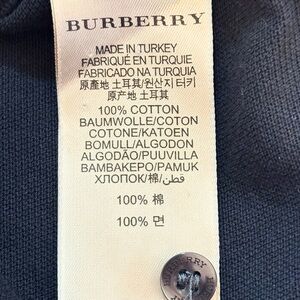 BURBERRY
MADE IN TURKEY
FABRIQUÉ EN TURQUIE
FABRICADO NA TURQUIA
原產地 土耳其/원산지 터키
原产地 土耳其
100% COTTON
BAUMWOLLE/COTON
COTONE/KATOEN
BOMULL/ALGODON
ALGODÃO/PUUVILLA
BAMBAKEPO/PAMUK
ХЛОПОК/棉/قطن/
100% 棉
100% 면
BURBERRY